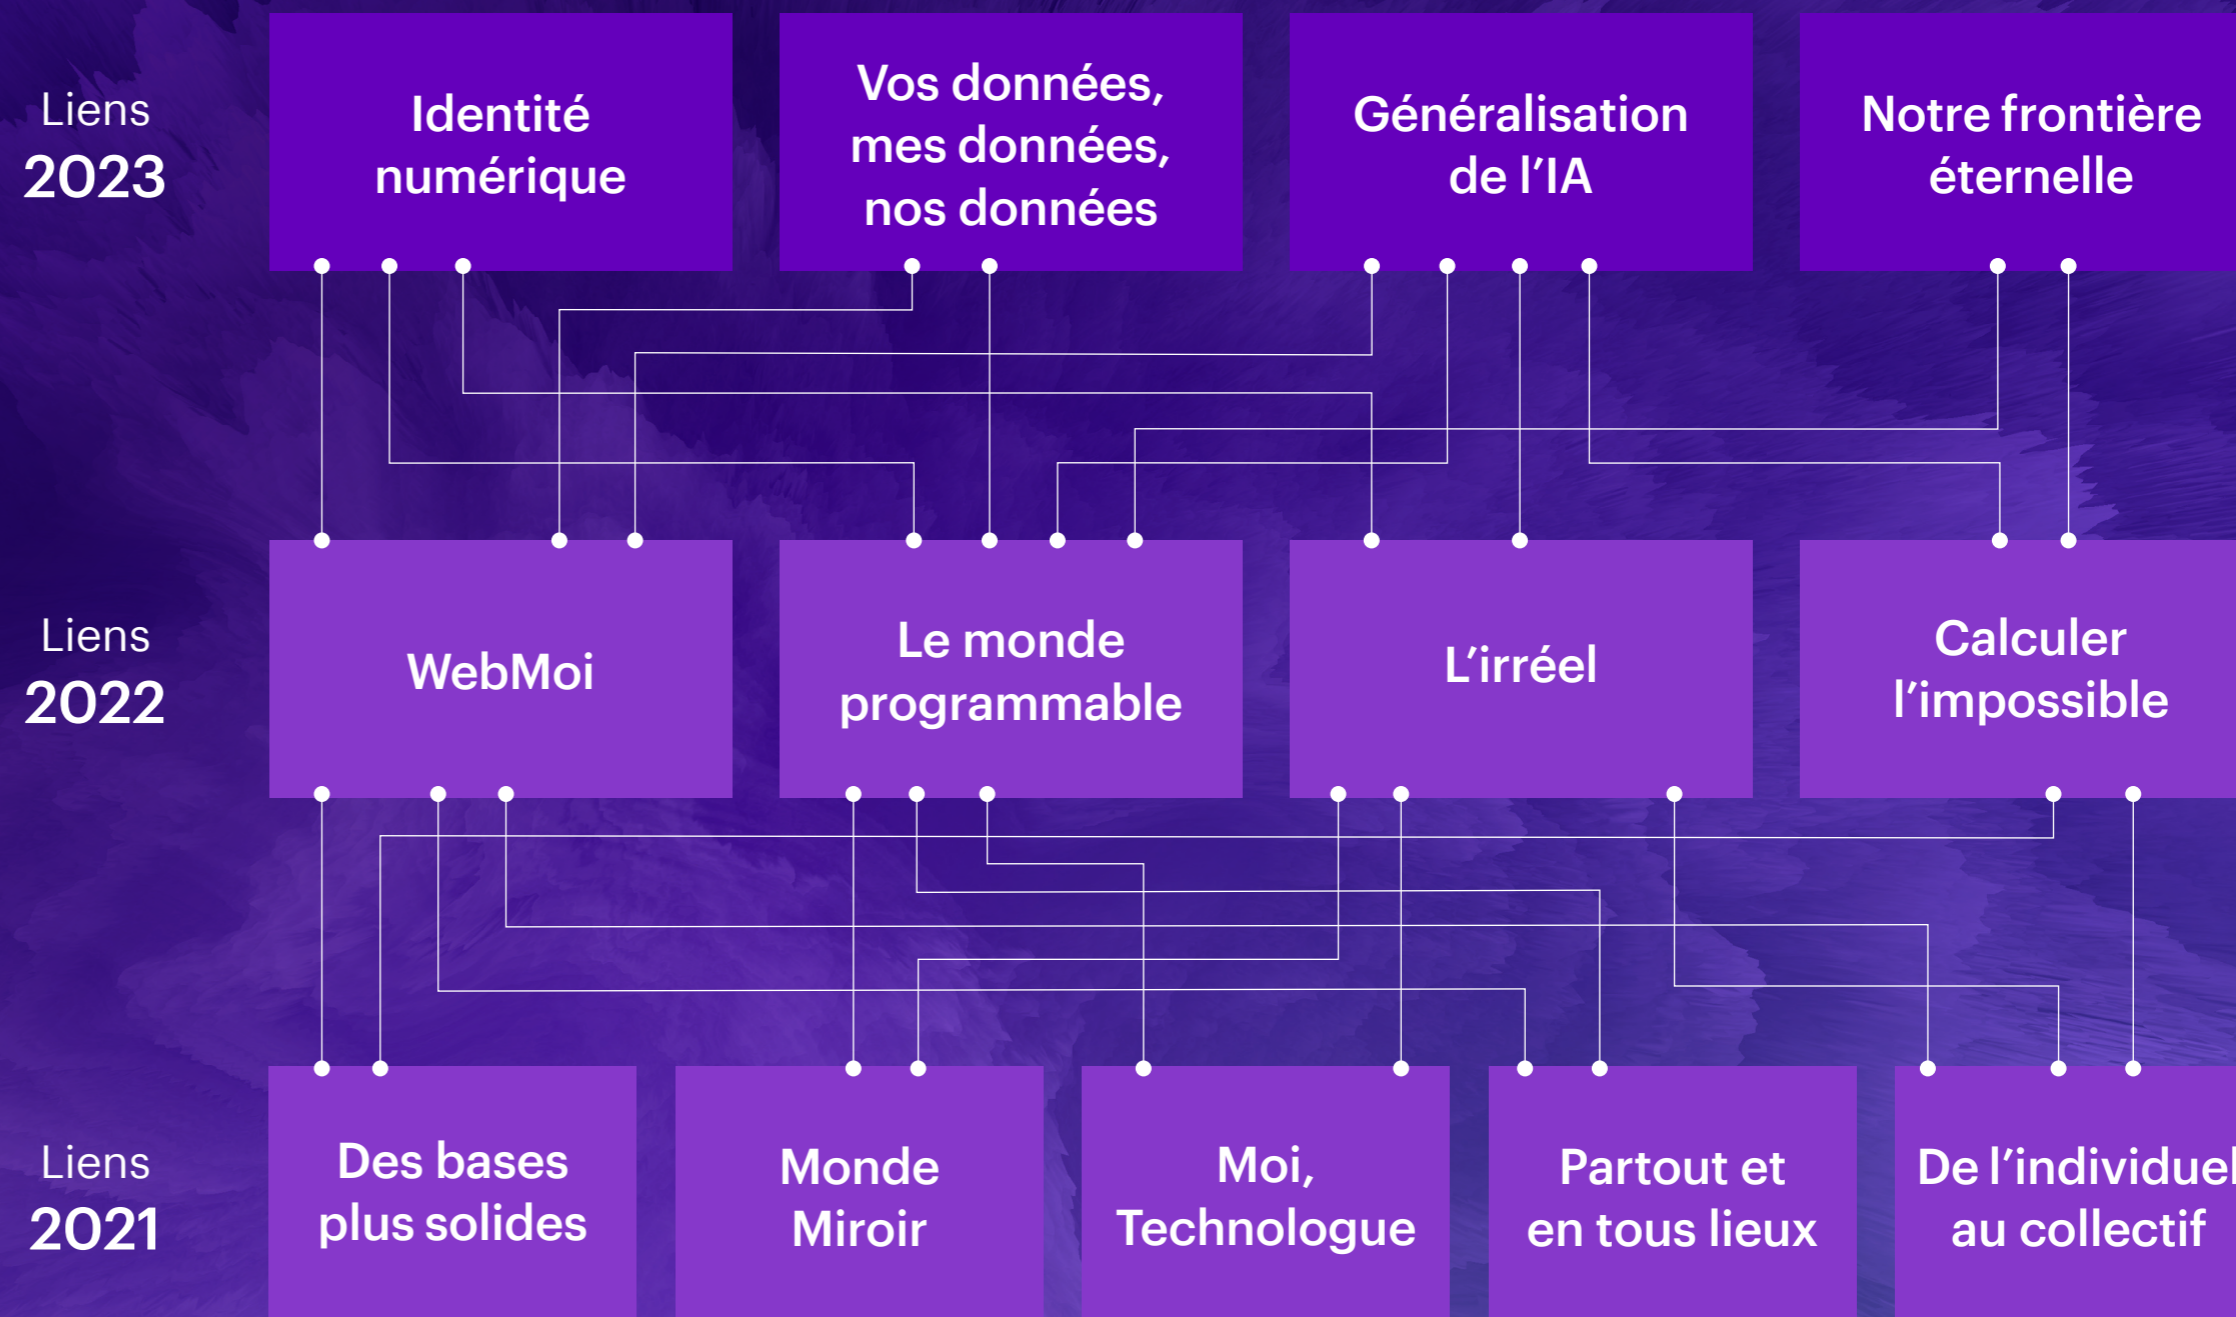 Liens
2023
Identité
numérique
Vos données,
mes données,
nos données
Généralisation
de l’IA
Notre frontière
éternelle
Liens
2022
WebMoi
Le monde
programmable
L’irréel
Calculer
l’impossible
Liens
2021
Des bases
plus solides
Monde
Miroir
Moi,
Technologue
Partout et
en tous lieux
De l’individuel
au collectif